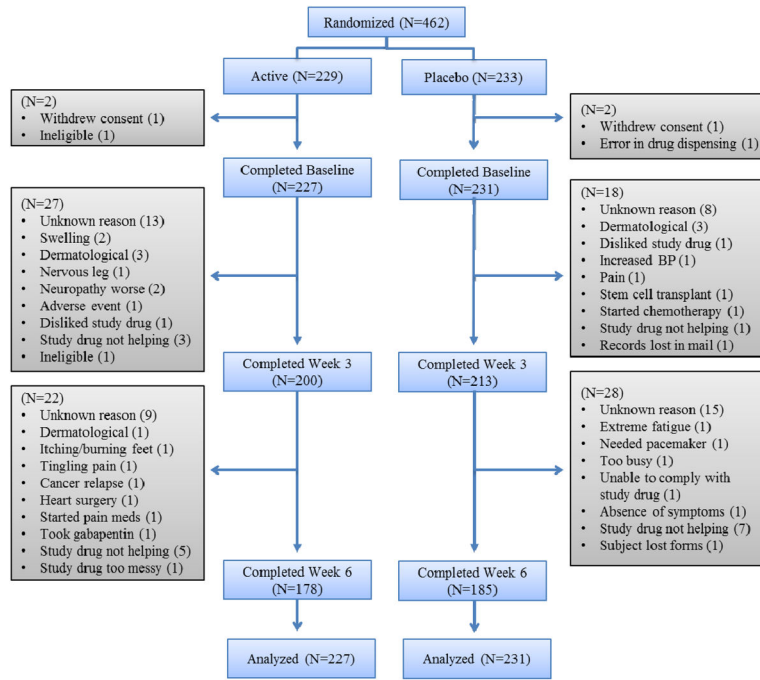 Randomized (N=462)
Active (N=229)
Placebo (N=233)
(N=2)
• Withdrew consent (1)
• Ineligible (1)
(N=2)
• Withdrew consent (1)
• Error in drug dispensing (1)
Completed Baseline
(N=227)
Completed Baseline
(N=231)
(N=27)
• Unknown reason (13)
• Swelling (2)
• Dermatological (3)
• Nervous leg (1)
• Neuropathy worse (2)
• Adverse event (1)
• Disliked study drug (1)
• Study drug not helping (3)
• Ineligible (1)
(N=18)
• Unknown reason (8)
• Dermatological (3)
• Disliked study drug (1)
• Increased BP (1)
• Pain (1)
• Stem cell transplant (1)
• Started chemotherapy (1)
• Study drug not helping (1)
• Records lost in mail (1)
Completed Week 3
(N=200)
Completed Week 3
(N=213)
(N=22)
• Unknown reason (9)
• Dermatological (1)
• Itching/burning feet (1)
• Tingling pain (1)
• Cancer relapse (1)
• Heart surgery (1)
• Started pain meds (1)
• Took gabapentin (1)
• Study drug not helping (5)
• Study drug too messy (1)
(N=28)
• Unknown reason (15)
• Extreme fatigue (1)
• Needed pacemaker (1)
• Too busy (1)
• Unable to comply with
study drug (1)
• Absence of symptoms (1)
• Study drug not helping (7)
• Subject lost forms (1)
Completed Week 6
(N=178)
Completed Week 6
(N=185)
Analyzed (N=227)
Analyzed (N=231)